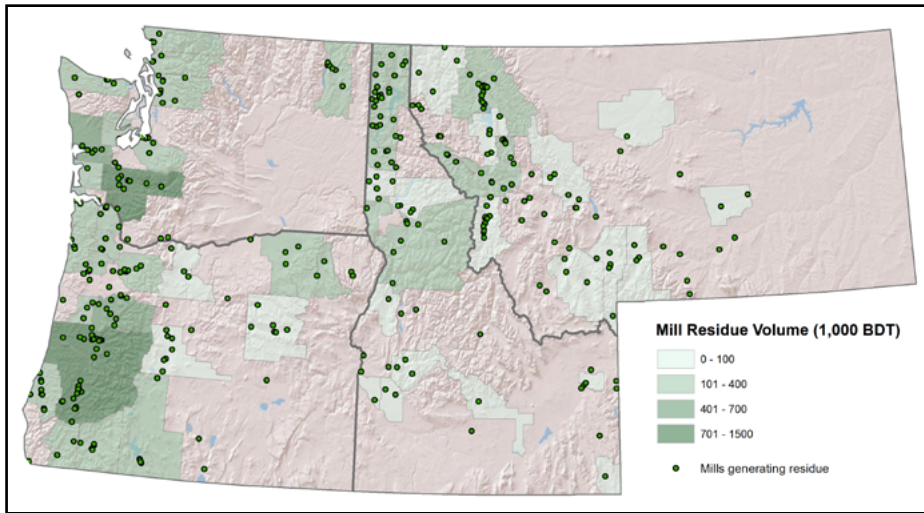 Mill Residue Volume (1,000 BDT)
0 - 100
101 - 400
401 - 700
701 - 1500
Mills generating residue